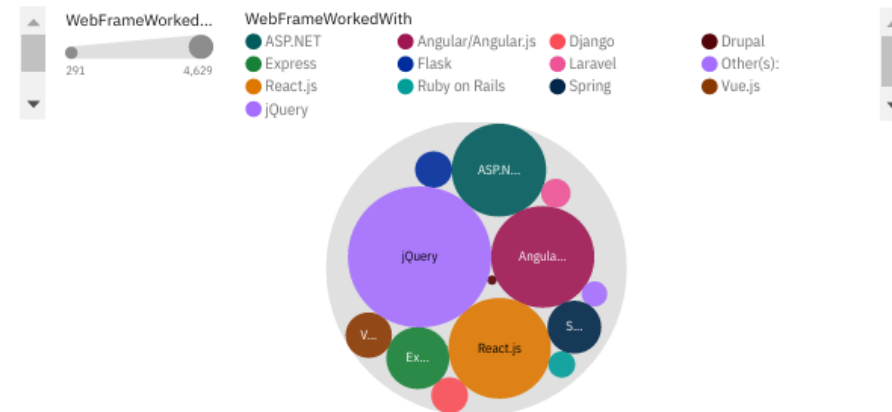 WebFrameWorked...
291
4,629
WebFrameWorkedWith
ASP.NET
Angular/Angular.js
Django
Drupal
Express
Flask
Laravel
Other(s):
React.js
Ruby on Rails
Spring
Vue.js
jQuery
ASP.N...
jQuery
Angula...
S...
V...
React.js
Ex...